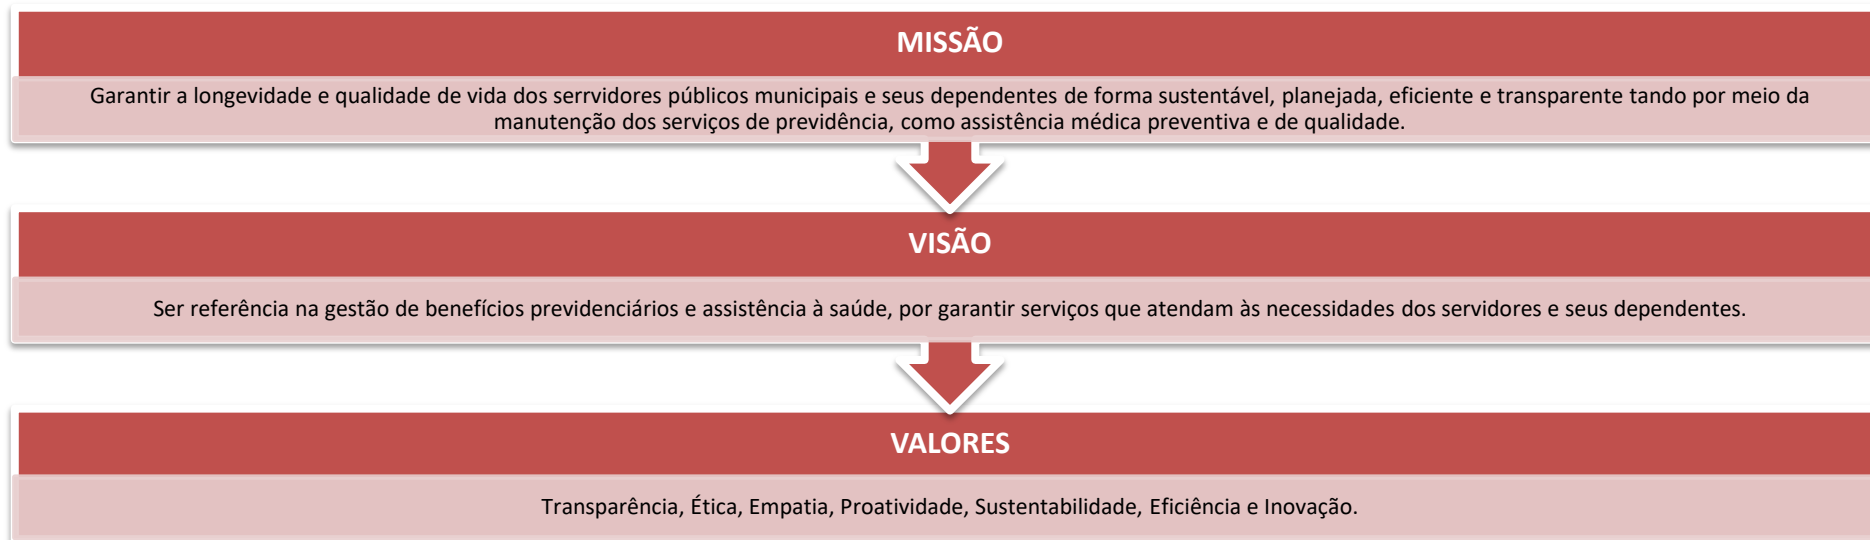 MISSÃO
Garantir a longevidade e qualidade de vida dos serrvidores públicos municipais e seus dependentes de forma sustentável, planejada, eficiente e transparente tando por meio da
manutenção dos serviços de previdência, como assistência médica preventiva e de qualidade.
VISÃO
Ser referência na gestão de benefícios previdenciários e assistência à saúde, por garantir serviços que atendam às necessidades dos servidores e seus dependentes.
VALORES
Transparência, Ética, Empatia, Proatividade, Sustentabilidade, Eficiência e Inovação.